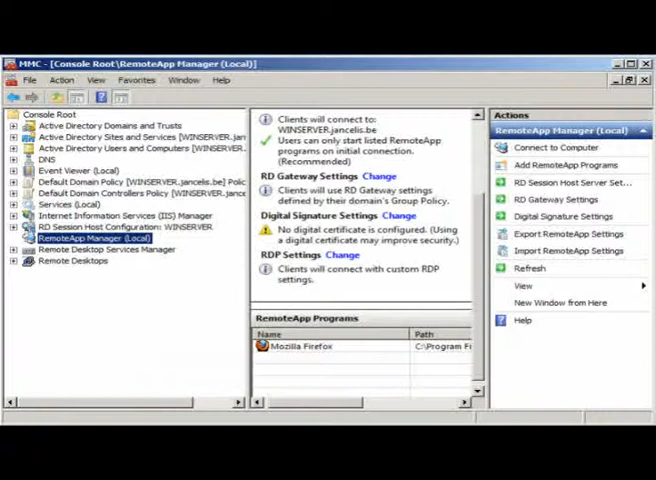 MMC - [Console Root\RemoteApp Manager (Local)]
File Action View Favorites Window Help
Console Root
Active Directory Domains and Trusts
Active Directory Sites and Services [WINSERVER.jan
Active Directory Users and Computers [WINSERVER.jan
DNS
Event Viewer (Local)
Default Domain Policy [WINSERVER.jancelis.be] Polic
Default Domain Controllers Policy [WINSERVER.jancelis
Services (Local)
Internet Information Services (IIS) Manager
RD Session Host Configuration: WINSERVER
RemoteApp Manager (Local)
Remote Desktop Services Manager
Remote Desktops
Clients will connect to:
WINSERVER.jancelis.be
Users can only start listed RemoteApp
programs on initial connection.
(Recommended)
RD Gateway Settings Change
Clients will use RD Gateway settings
defined by their domain's Group Policy.
Digital Signature Settings Change
No digital certificate is configured. (Using
a digital certificate may improve security.)
RDP Settings Change
Clients will connect with custom RDP
settings.
RemoteApp Programs
Name Path
Mozilla Firefox C:\Program Fi
Actions
RemoteApp Manager (Local)
Connect to Computer
Add RemoteApp Programs
RD Session Host Server Set...
RD Gateway Settings
Digital Signature Settings
Export RemoteApp Settings
Import RemoteApp Settings
Refresh
View
New Window from Here
Help